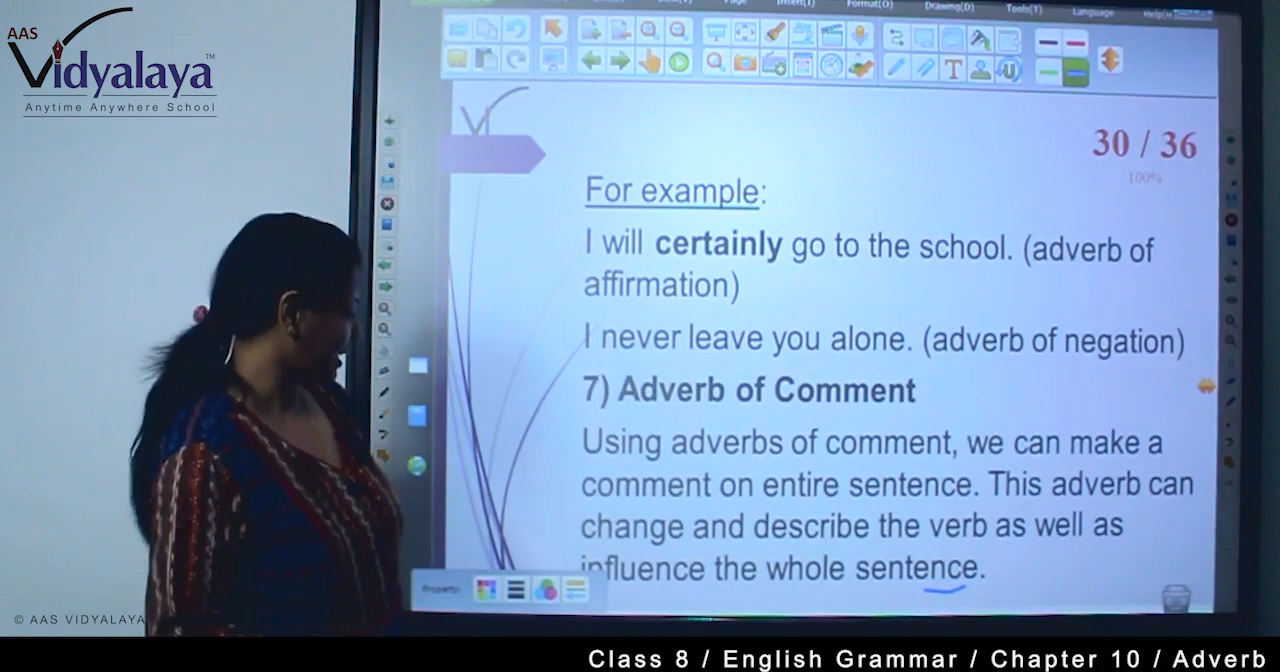 AAS
Vidyalaya™
Anytime Anywhere School
Page
Insert(I)
Format(O)
Drawing(D)
Tools(T)
Language
30 / 36
100%
For example:
I will certainly go to the school. (adverb of
affirmation)
I never leave you alone. (adverb of negation)
7) Adverb of Comment
Using adverbs of comment, we can make a
comment on entire sentence. This adverb can
change and describe the verb as well as
influence the whole sentence.
Property
© AAS VIDYALAYA
Class 8 / English Grammar / Chapter 10 / Adverb